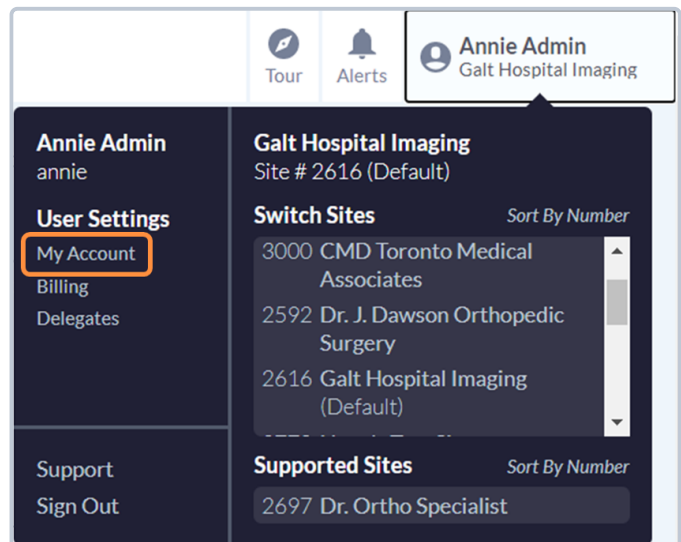 Tour
Alerts
Annie Admin
Galt Hospital Imaging
Annie Admin
annie
User Settings
My Account
Billing
Delegates
Support
Sign Out
Galt Hospital Imaging
Site # 2616 (Default)
Switch Sites
Sort By Number
3000 CMD Toronto Medical
Associates
2592 Dr. J. Dawson Orthopedic
Surgery
2616 Galt Hospital Imaging
(Default)
Supported Sites
Sort By Number
2697 Dr. Ortho Specialist